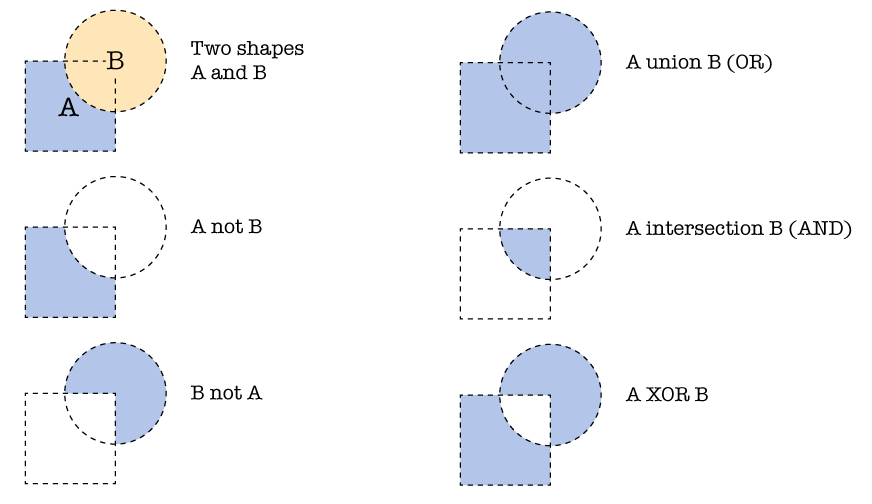 B
A
Two shapes
A and B
A union B (OR)
A not B
A intersection B (AND)
B not A
A XOR B